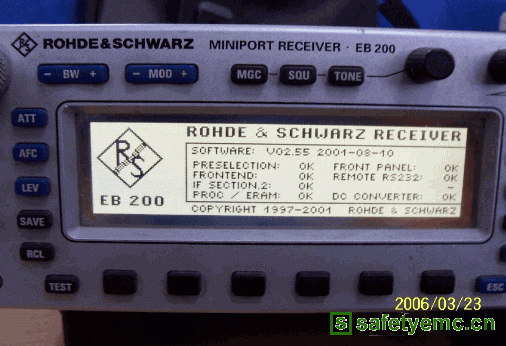 ROHDE & SCHWARZ MINIPORT RECEIVER · EB 200
- BW +
- MOD +
MGC
SQU
TONE
ATT
AFC
LEV
SAVE
RCL
TEST
ESC
RS
EB 200
ROHDE & SCHWARZ RECEIVER
SOFTWARE: V02.55 2001-08-10
PRESELECTION: OK FRONT PANEL: OK
FRONTEND: OK REMOTE RS232: OK
IF SECTION.2: OK -
PROC / ERAM: OK DC CONVERTER: OK
COPYRIGHT 1997-2001 ROHDE & SCHWARZ
2006/03/23
S safetyemc.cn